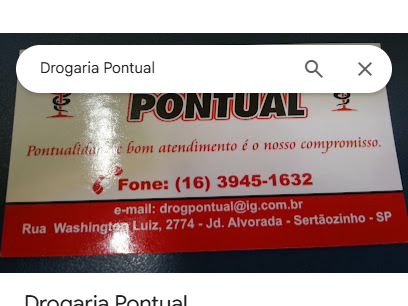 Drogaria Pontual
PONTUAL
Pontualidade e bom atendimento é o nosso compromisso.
Fone: (16) 3945-1632
e-mail: drogpontual@ig.com.br
Rua Washington Luiz, 2774 - Jd. Alvorada - Sertãozinho - SP
Drogaria Pontual